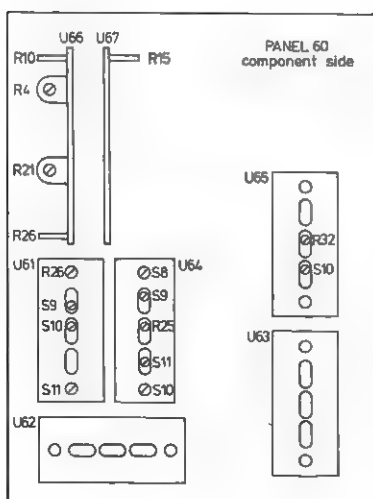 U66 U67
PANEL 60
component side
R10
R15
R4
R21
R26
U65
R32
S10
U61
U64
R26
S8
S9
S9
S10
R25
S11
S11
S10
U63
U62